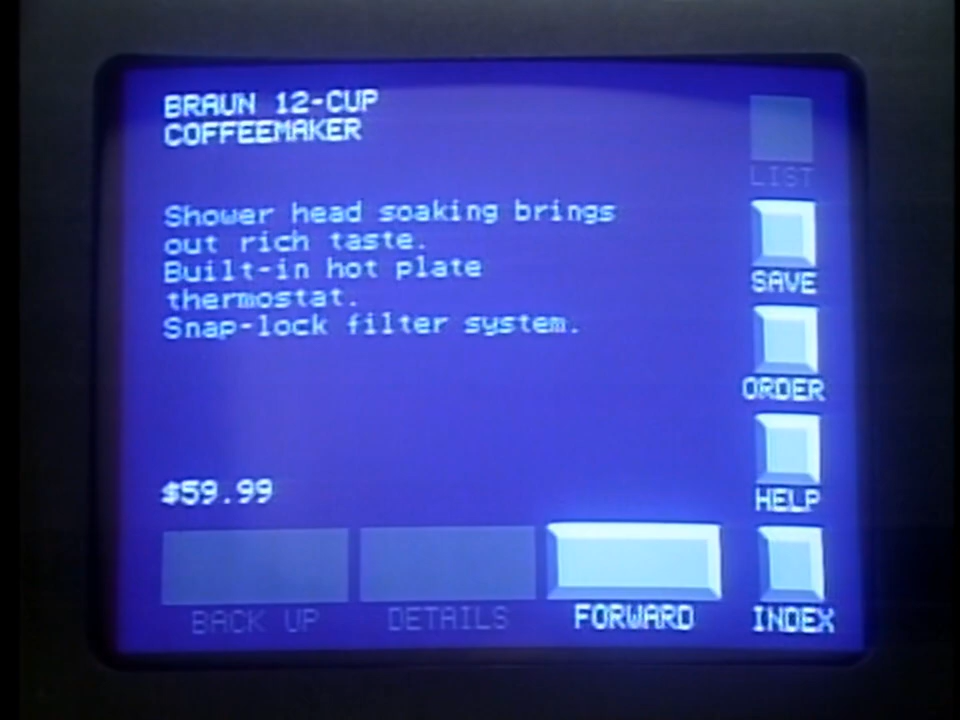 BRAUN 12-CUP
COFFEEMAKER
LIST
Shower head soaking brings
out rich taste.
Built-in hot plate
thermostat.
Snap-lock filter system.
SAVE
ORDER
HELP
$59.99
BACK UP
DETAILS
FORWARD
INDEX